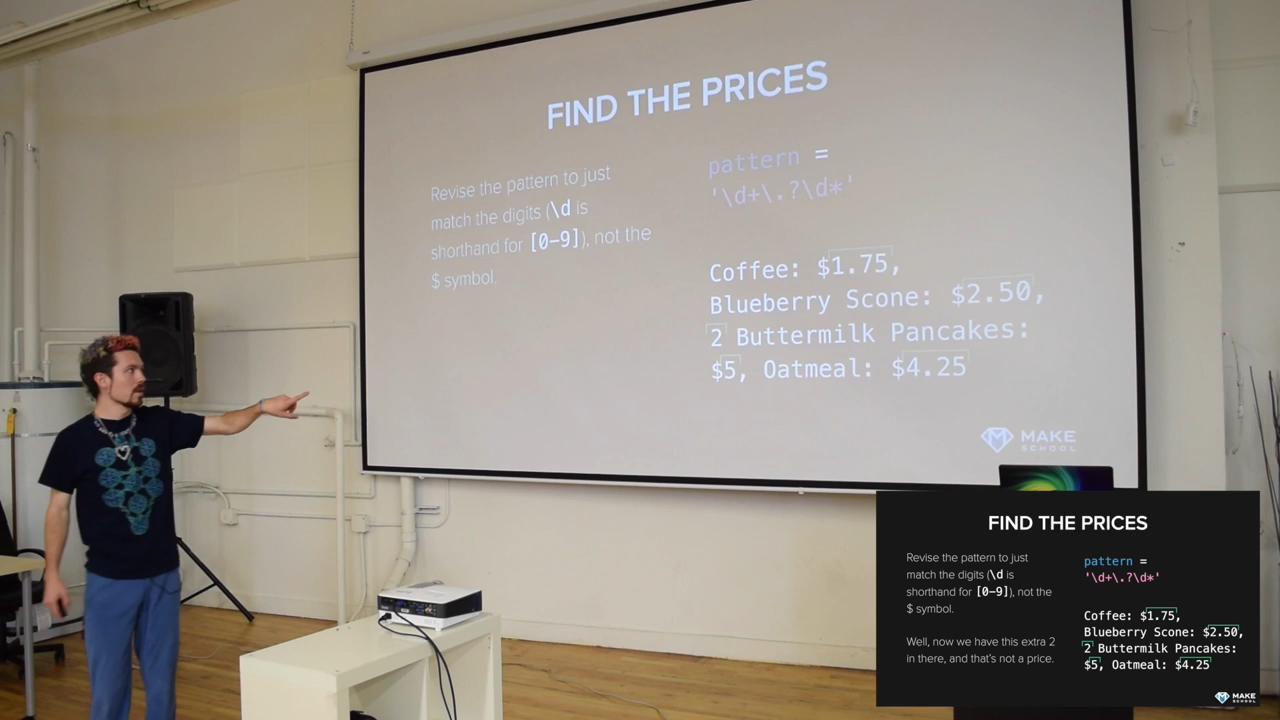 FIND THE PRICES
Revise the pattern to just
match the digits (\d is
shorthand for [0-9]), not the
$ symbol.
pattern =
'\d+\.?\d*'
Coffee: $1.75,
Blueberry Scone: $2.50,
2 Buttermilk Pancakes:
$5, Oatmeal: $4.25
MAKE
SCHOOL
FIND THE PRICES
Revise the pattern to just
match the digits (\d is
shorthand for [0-9]), not the
$ symbol.
Well, now we have this extra 2
in there, and that's not a price.
pattern =
'\d+\.?\d*'
Coffee: $1.75,
Blueberry Scone: $2.50,
2 Buttermilk Pancakes:
$5, Oatmeal: $4.25
MAKE
SCHOOL